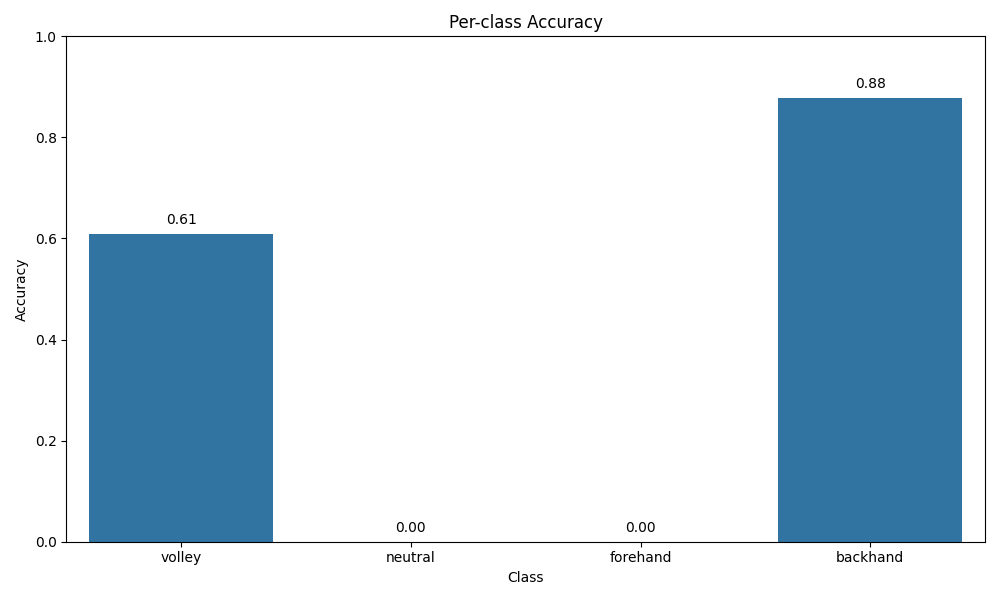 Per-class Accuracy
1.0
0.8
0.6
0.4
0.2
0.0
Accuracy
0.61
0.00
0.00
0.88
volley
neutral
forehand
backhand
Class